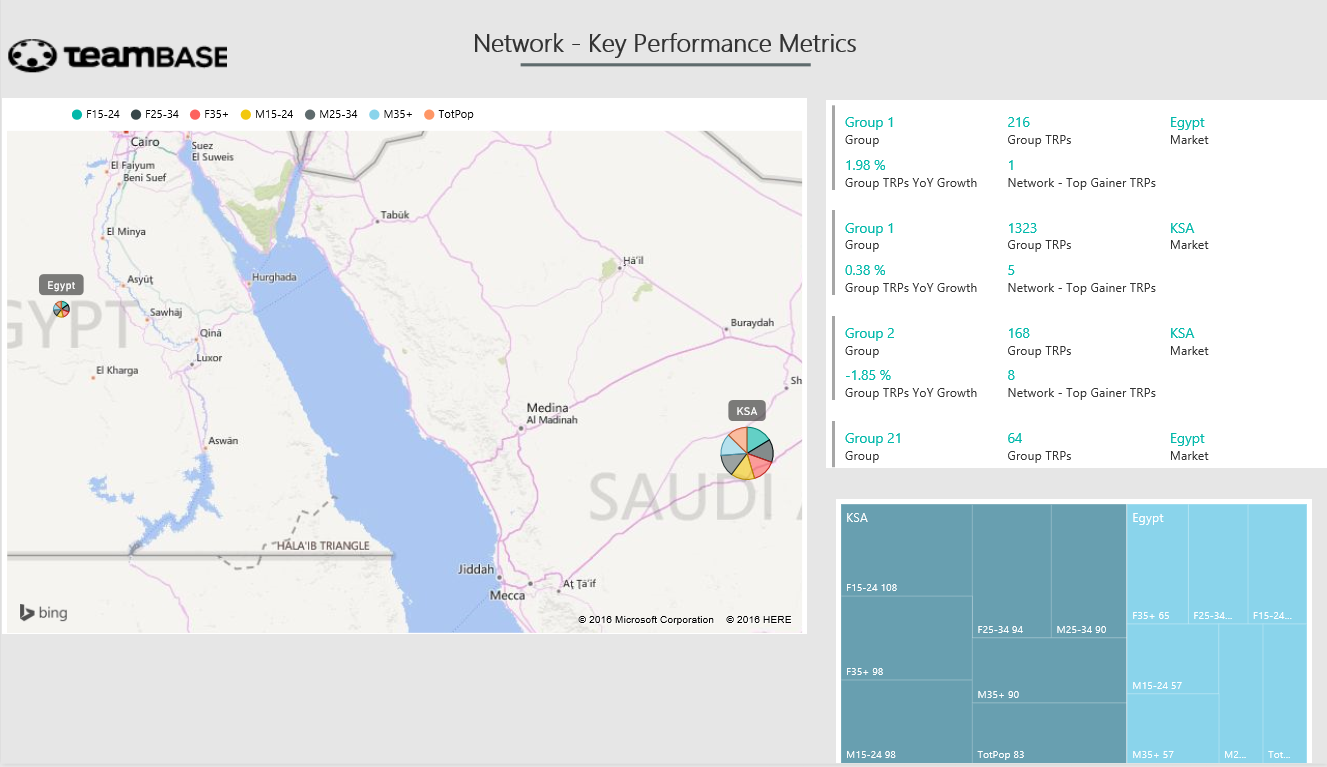 TEAMBASE
Network - Key Performance Metrics
F15-24 F25-34 F35+ M15-24 M25-34 M35+ TotPop
Cairo
Suez
El Suweis
El Faiyum
Beni Suef
El Minya
Asyūţ
Sawhāj
Qinā
Luxor
El Kharga
Aswān
Hurghada
Tabūk
Ḥā'il
Buraydah
Sh
Medina
Al Madinah
Egypt
GYPT
KSA
SAUDI A
HALA'IB TRIANGLE
Jiddah
Mecca
Aţ Ţā'if
bing
© 2016 Microsoft Corporation © 2016 HERE
Group 1 216 Egypt
Group Group TRPs Market
1.98 % 1
Group TRPs YoY Growth Network - Top Gainer TRPs
Group 1 1323 KSA
Group Group TRPs Market
0.38 % 5
Group TRPs YoY Growth Network - Top Gainer TRPs
Group 2 168 KSA
Group Group TRPs Market
-1.85 % 8
Group TRPs YoY Growth Network - Top Gainer TRPs
Group 21 64 Egypt
Group Group TRPs Market
KSA
F15-24 108
F35+ 98
M15-24 98
F25-34 94
M25-34 90
M35+ 90
TotPop 83
Egypt
F35+ 65
F25-34...
F15-24...
M15-24 57
M35+ 57
M2...
Tot...